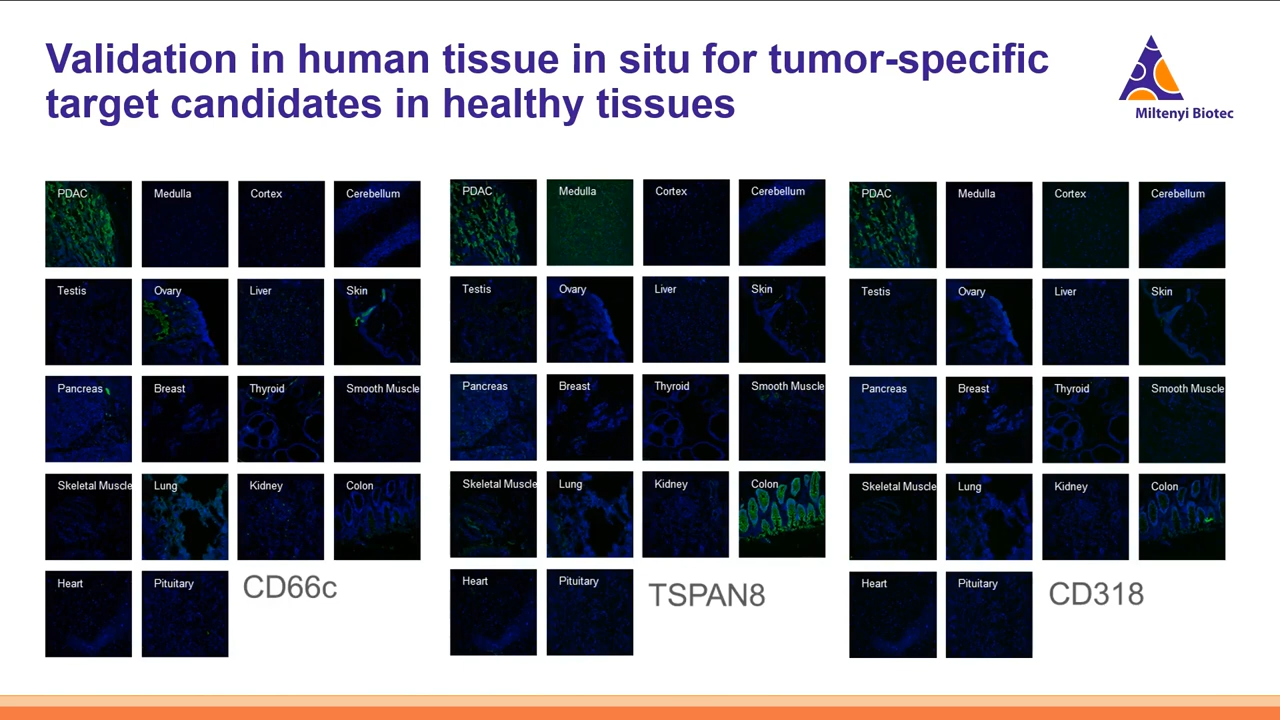 Validation in human tissue in situ for tumor-specific
target candidates in healthy tissues
Miltenyi Biotec
PDAC Medulla Cortex Cerebellum
Testis Ovary Liver Skin
Pancreas Breast Thyroid Smooth Muscle
Skeletal Muscle Lung Kidney Colon
Heart Pituitary
CD66c
PDAC Medulla Cortex Cerebellum
Testis Ovary Liver Skin
Pancreas Breast Thyroid Smooth Muscle
Skeletal Muscle Lung Kidney Colon
Heart Pituitary
TSPAN8
PDAC Medulla Cortex Cerebellum
Testis Ovary Liver Skin
Pancreas Breast Thyroid Smooth Muscle
Skeletal Muscle Lung Kidney Colon
Heart Pituitary
CD318